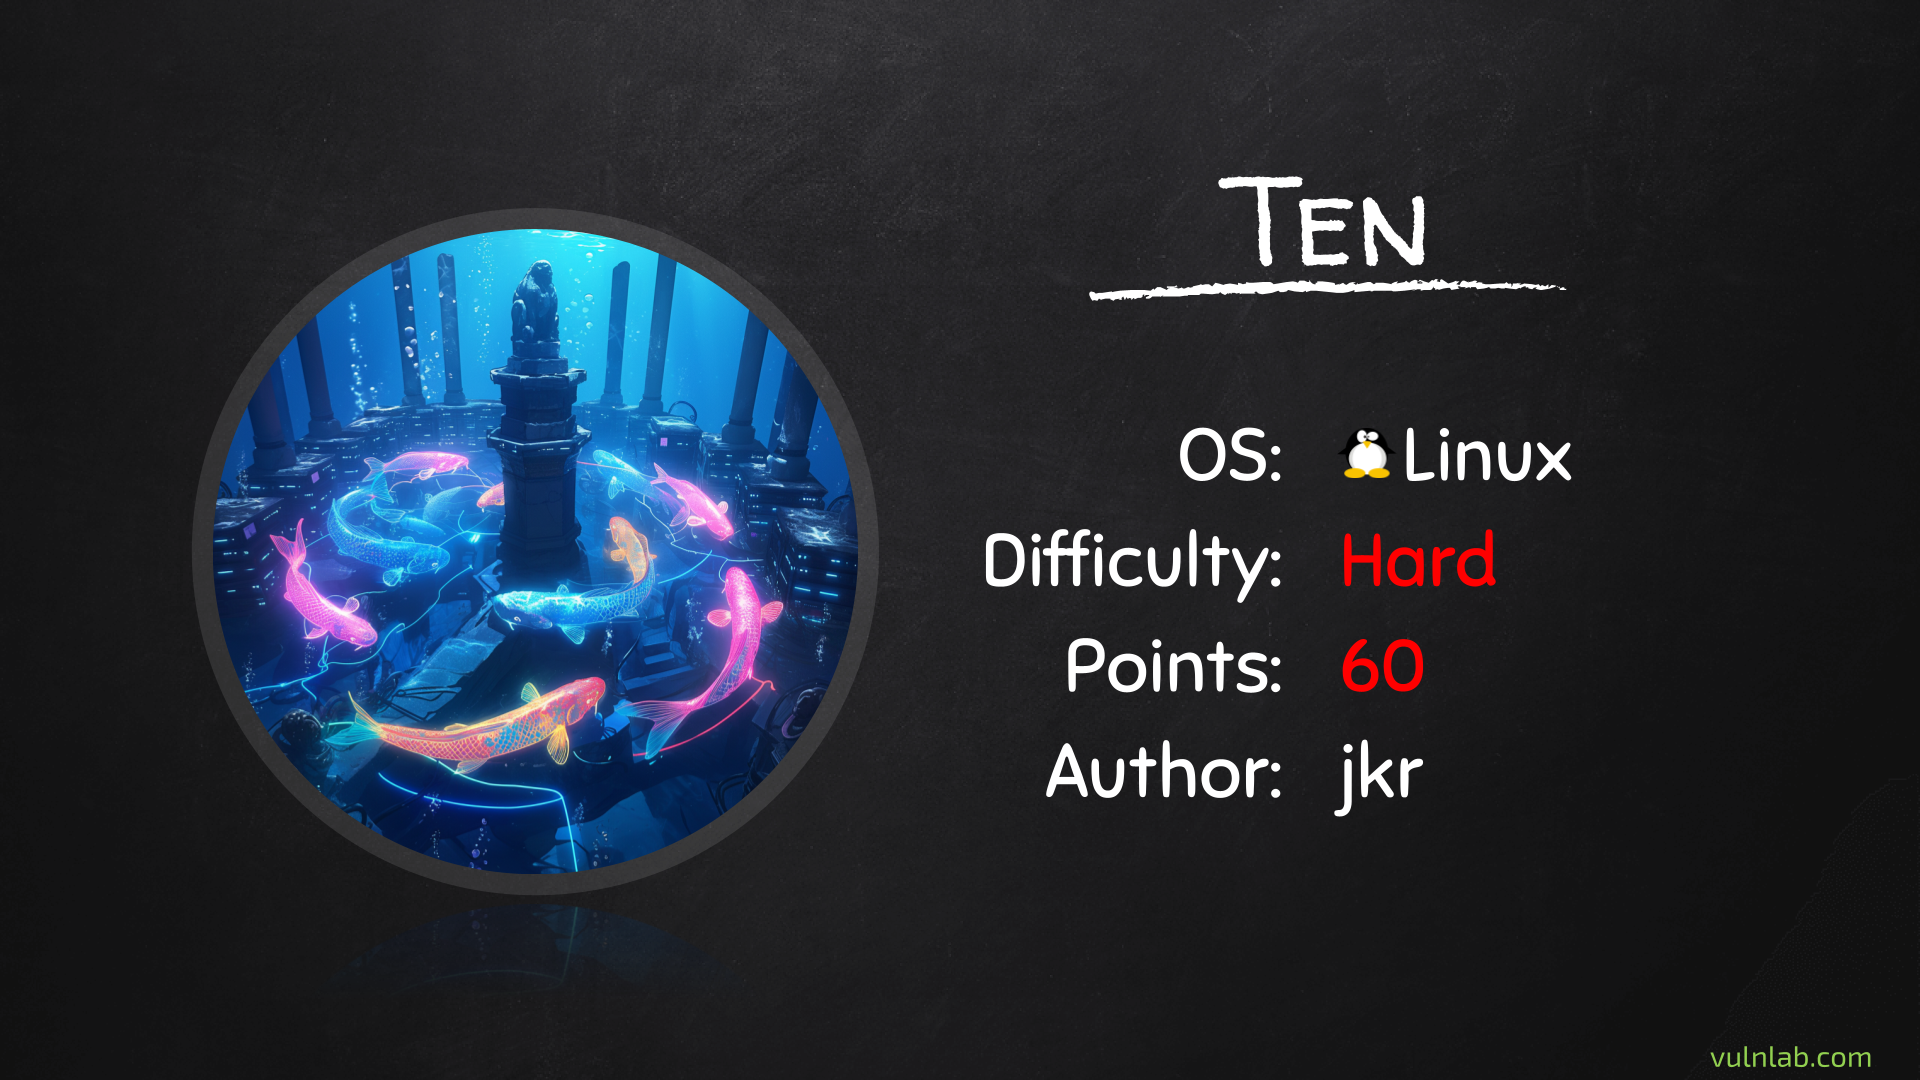 Ten
OS: Linux
Difficulty: Hard
Points: 60
Author: jkr
vulnlab.com